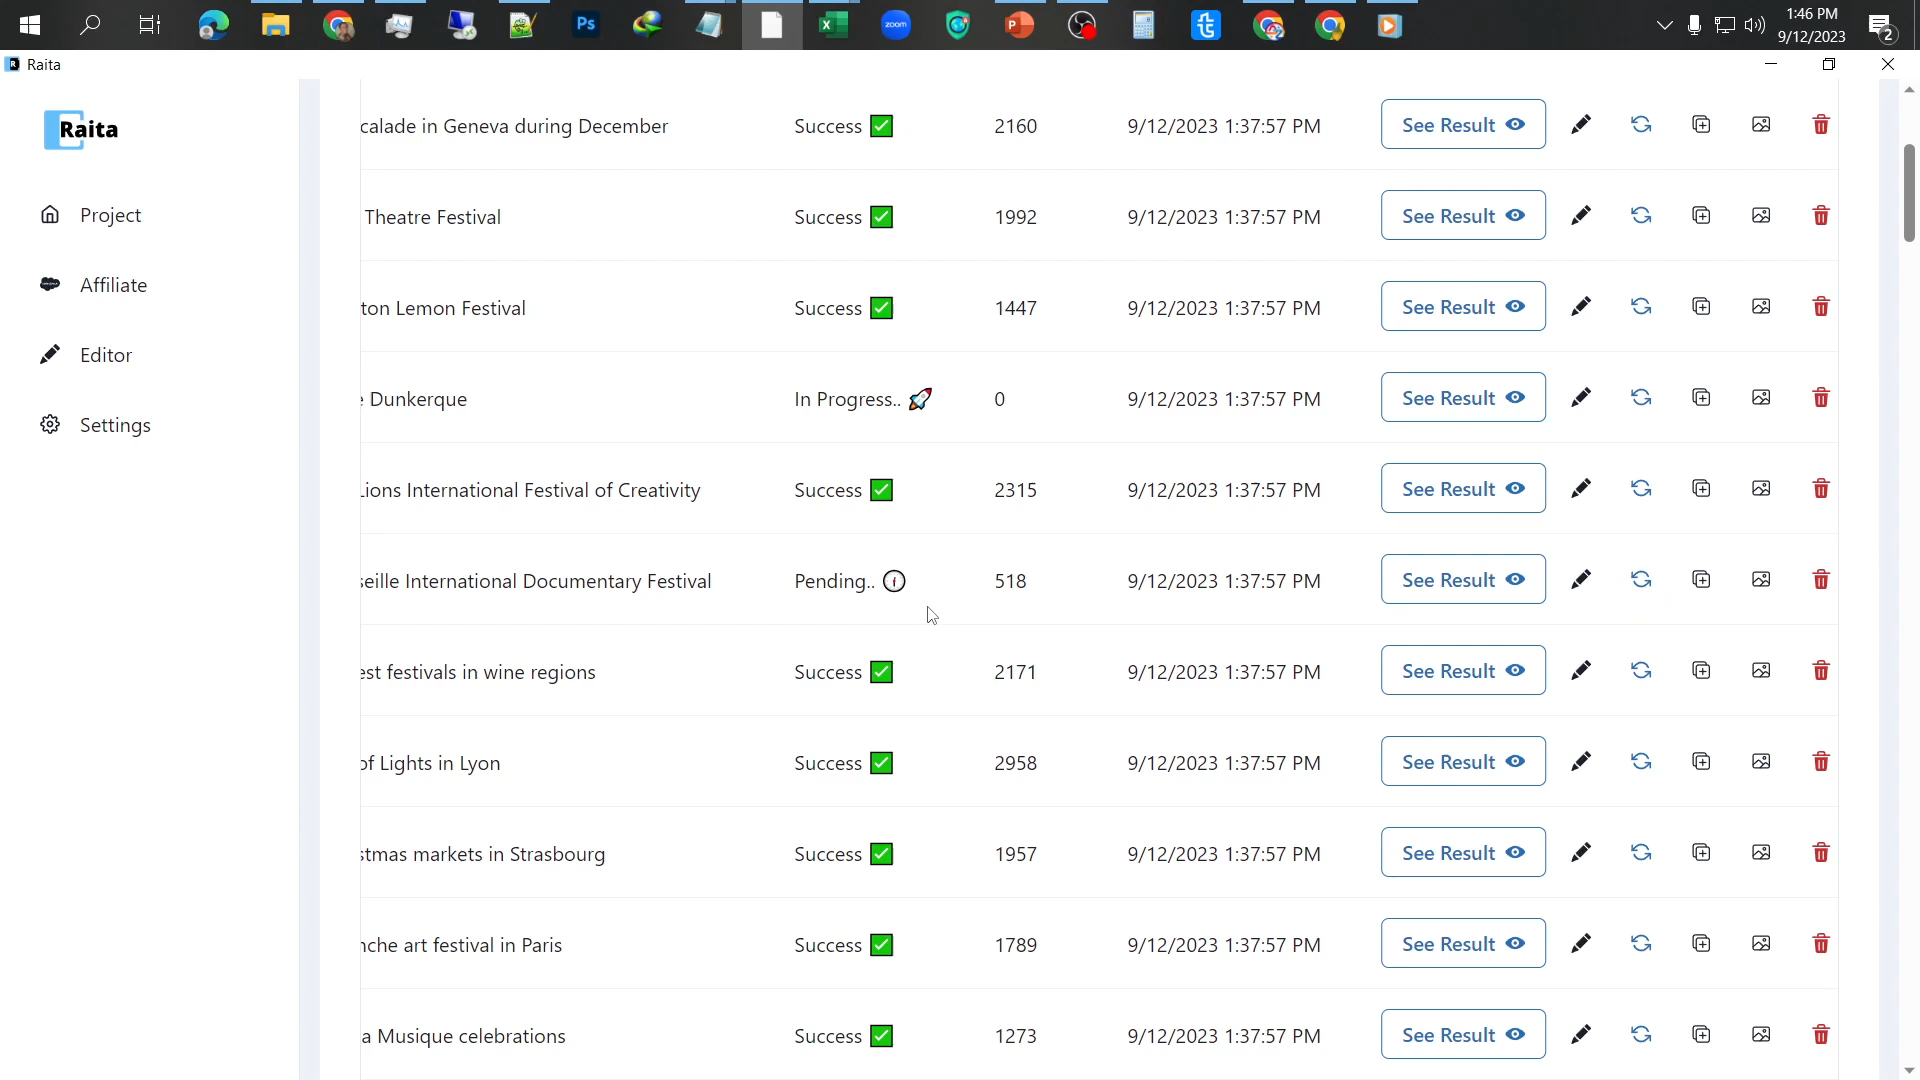 1:46 PM
9/12/2023
2
Raita
Raita
Project
Affiliate
Editor
Settings
calade in Geneva during December Success 2160 9/12/2023 1:37:57 PM See Result
Theatre Festival Success 1992 9/12/2023 1:37:57 PM See Result
ton Lemon Festival Success 1447 9/12/2023 1:37:57 PM See Result
e Dunkerque In Progress.. 0 9/12/2023 1:37:57 PM See Result
Lions International Festival of Creativity Success 2315 9/12/2023 1:37:57 PM See Result
seille International Documentary Festival Pending.. 518 9/12/2023 1:37:57 PM See Result
est festivals in wine regions Success 2171 9/12/2023 1:37:57 PM See Result
of Lights in Lyon Success 2958 9/12/2023 1:37:57 PM See Result
stmas markets in Strasbourg Success 1957 9/12/2023 1:37:57 PM See Result
nche art festival in Paris Success 1789 9/12/2023 1:37:57 PM See Result
a Musique celebrations Success 1273 9/12/2023 1:37:57 PM See Result